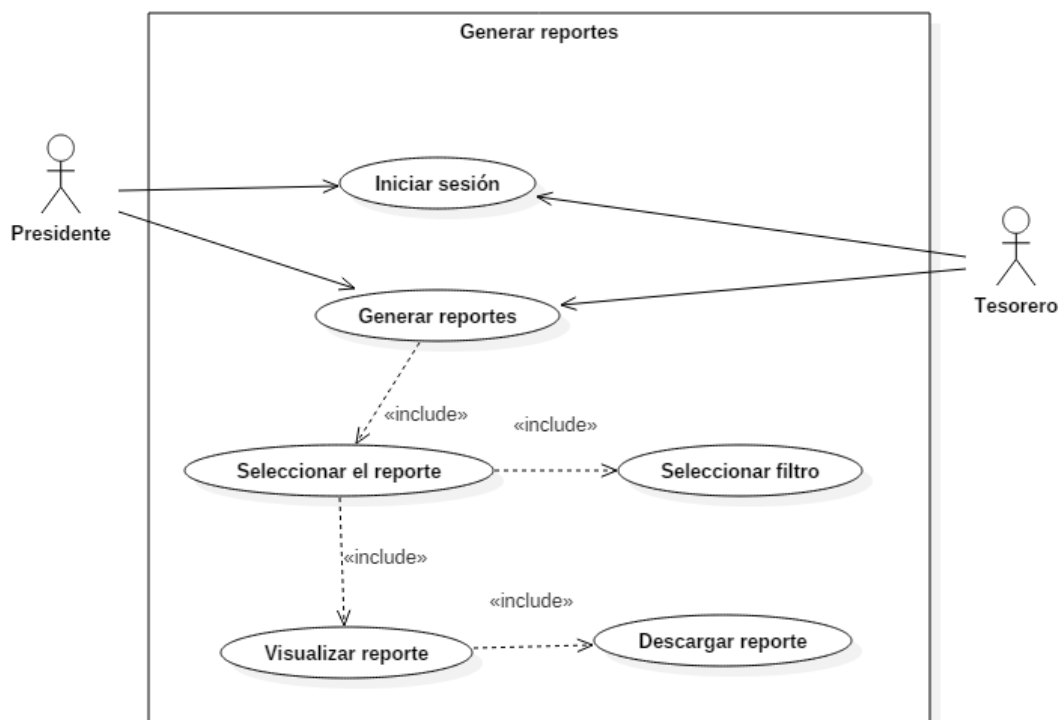 Generar reportes
Iniciar sesión
Presidente
Tesorero
Generar reportes
«include»
«include»
Seleccionar el reporte
Seleccionar filtro
«include»
«include»
Visualizar reporte
Descargar reporte